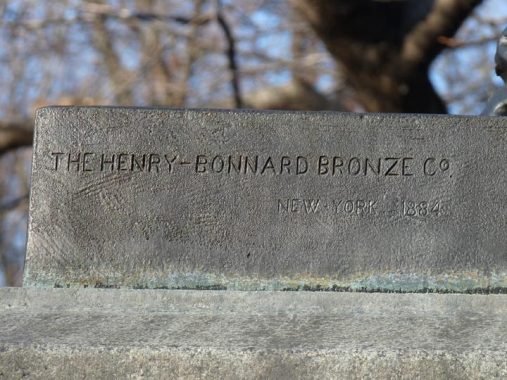 THE HENRY-BONNARD BRONZE Co.
NEW-YORK. 1884.